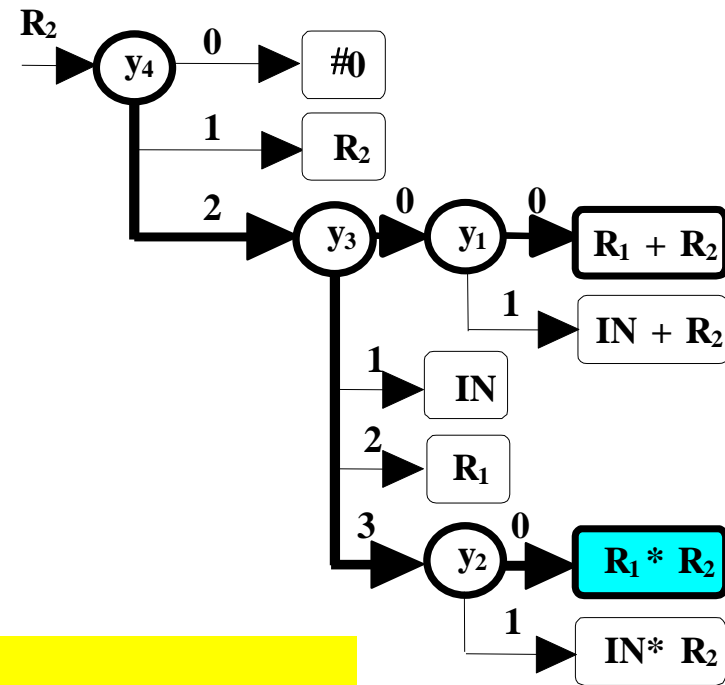 R₂
y₄
0
#0
1
R₂
2
y₃
0
y₁
0
R₁ + R₂
1
IN + R₂
1
IN
2
R₁
3
y₂
0
R₁* R₂
1
IN* R₂